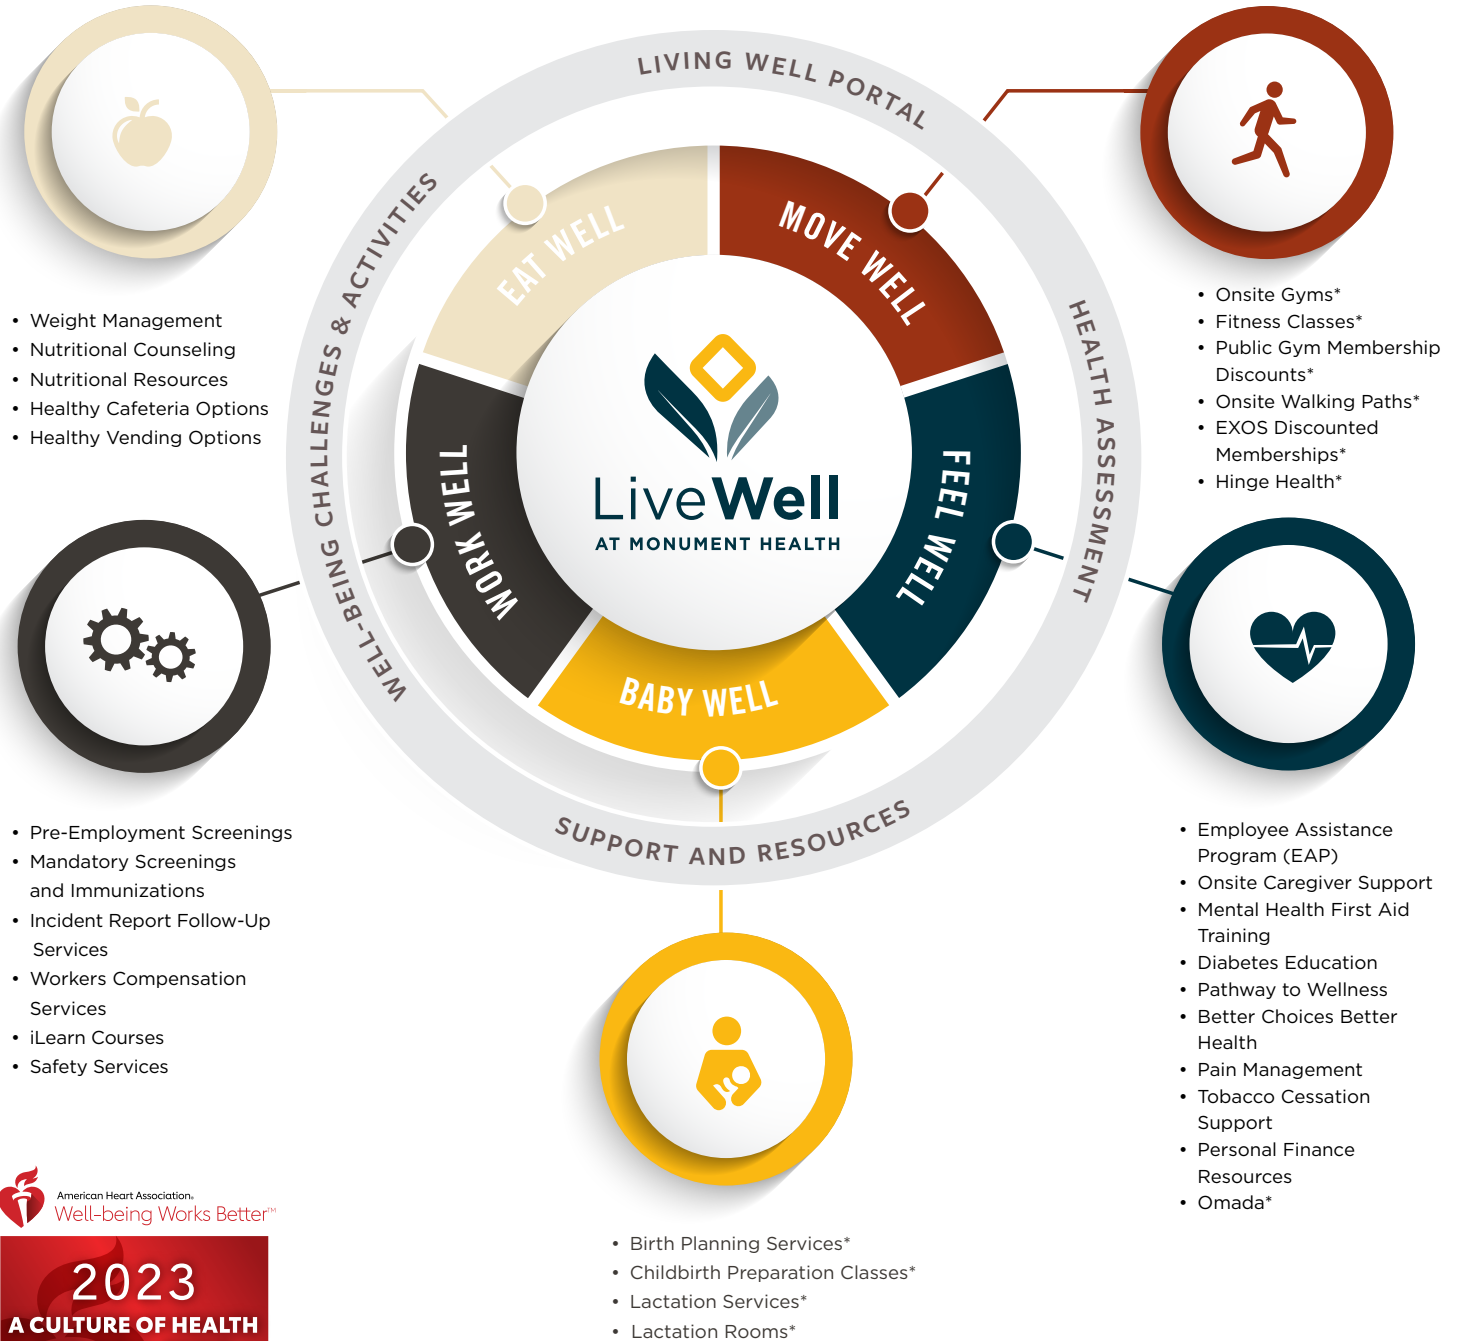 LIVING WELL PORTAL
WELL-BEING CHALLENGES & ACTIVITIES
HEALTH ASSESSMENT
SUPPORT AND RESOURCES
EAT WELL
MOVE WELL
WORK WELL
FEEL WELL
BABY WELL
LiveWell
AT MONUMENT HEALTH
• Weight Management
• Nutritional Counseling
• Nutritional Resources
• Healthy Cafeteria Options
• Healthy Vending Options
• Onsite Gyms*
• Fitness Classes*
• Public Gym Membership
Discounts*
• Onsite Walking Paths*
• EXOS Discounted
Memberships*
• Hinge Health*
• Pre-Employment Screenings
• Mandatory Screenings
and Immunizations
• Incident Report Follow-Up
Services
• Workers Compensation
Services
• iLearn Courses
• Safety Services
• Employee Assistance
Program (EAP)
• Onsite Caregiver Support
• Mental Health First Aid
Training
• Diabetes Education
• Pathway to Wellness
• Better Choices Better
Health
• Pain Management
• Tobacco Cessation
Support
• Personal Finance
Resources
• Omada*
• Birth Planning Services*
• Childbirth Preparation Classes*
• Lactation Services*
• Lactation Rooms*
American Heart Association.
Well-being Works Better™
2023
A CULTURE OF HEALTH